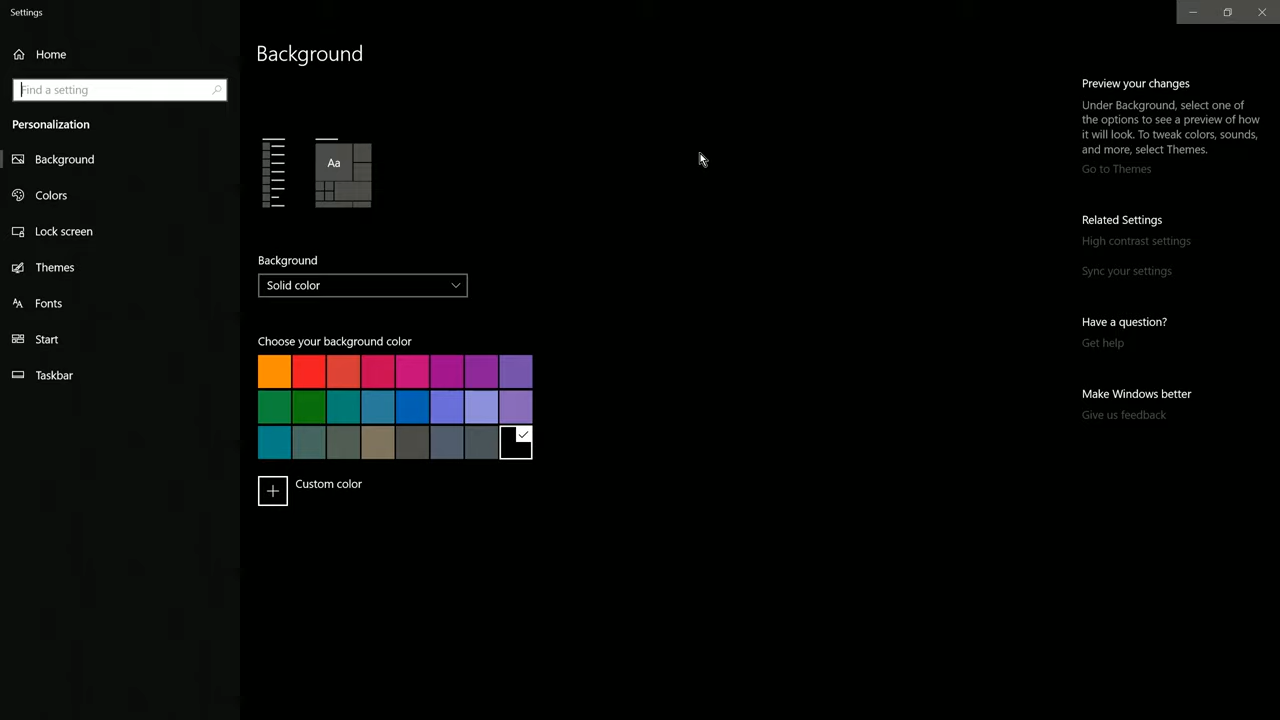 Settings
Home
Find a setting
Personalization
Background
Colors
Lock screen
Themes
Fonts
Start
Taskbar
Background
Aa
Background
Solid color
Choose your background color
Custom color
Preview your changes
Under Background, select one of
the options to see a preview of how
it will look. To tweak colors, sounds,
and more, select Themes.
Go to Themes
Related Settings
High contrast settings
Sync your settings
Have a question?
Get help
Make Windows better
Give us feedback